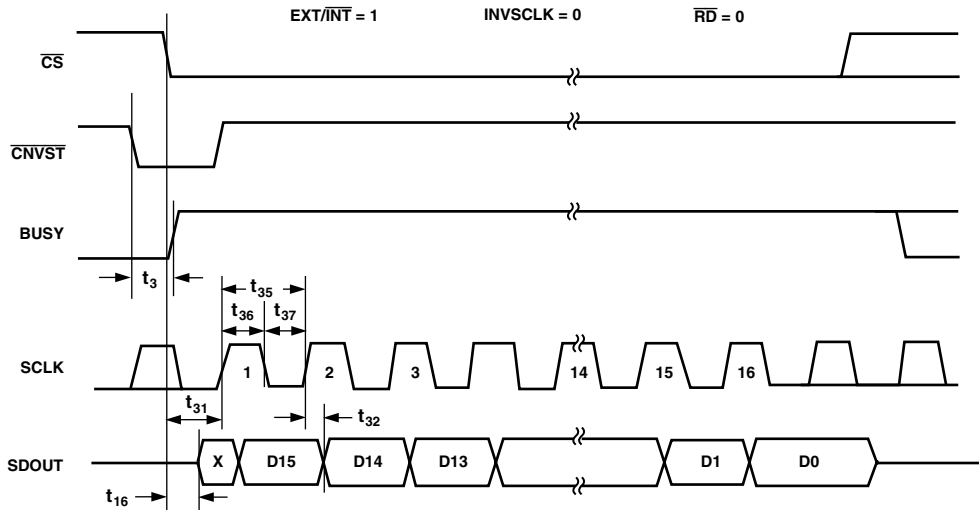 EXT/INT = 1 INVSCLK = 0 RD = 0
CS
CNVST
BUSY
t3
t35
t36 t37
SCLK 1 2 3 14 15 16
t31
t32
SDOUT X D15 D14 D13 D1 D0
t16